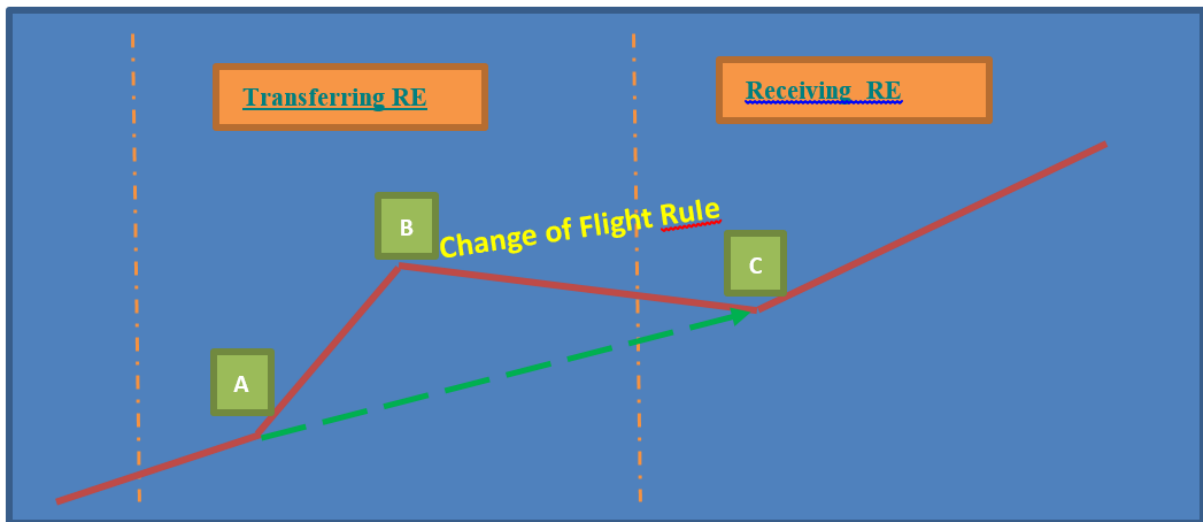 Transferring RE
Receiving RE
B
Change of Flight Rule
C
A